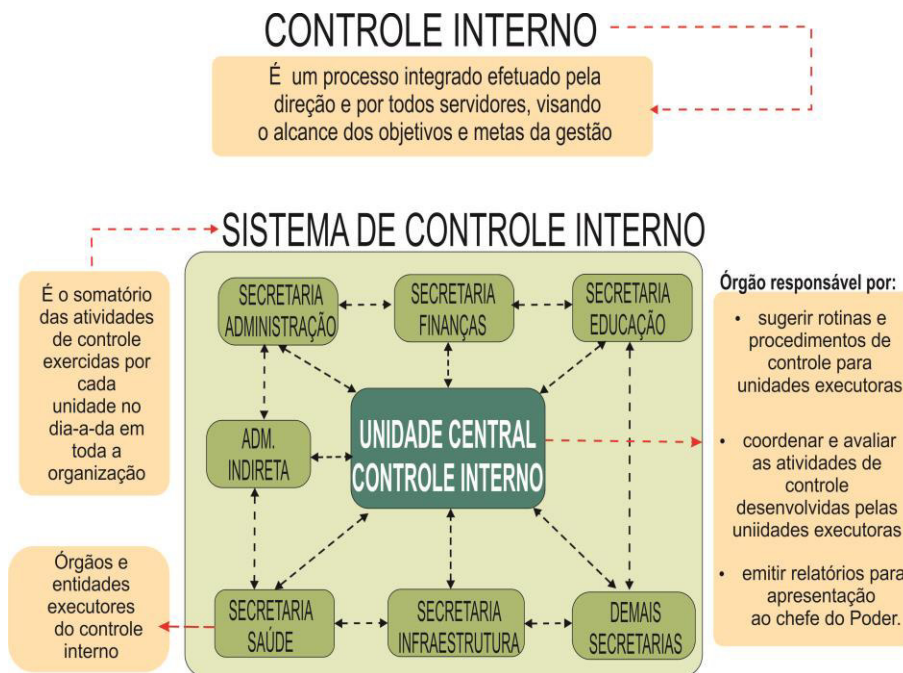 CONTROLE INTERNO
É um processo integrado efetuado pela
direção e por todos servidores, visando
o alcance dos objetivos e metas da gestão
SISTEMA DE CONTROLE INTERNO
É o somatório
das atividades
de controle
exercidas por
cada
unidade no
dia-a-da em
toda a
organização
Órgãos e
entidades
executores
do controle
interno
SECRETARIA
ADMINISTRAÇÃO
SECRETARIA
FINANÇAS
SECRETARIA
EDUCAÇÃO
ADM.
INDIRETA
UNIDADE CENTRAL
CONTROLE INTERNO
SECRETARIA
SAÚDE
SECRETARIA
INFRAESTRUTURA
DEMAIS
SECRETARIAS
Órgão responsável por:
• sugerir rotinas e
procedimentos de
controle para
unidades executoras
• coordenar e avaliar
as atividades de
controle
desenvolvidas pelas
uniidades executoras
• emitir relatórios para
apresentação
ao chefe do Poder.